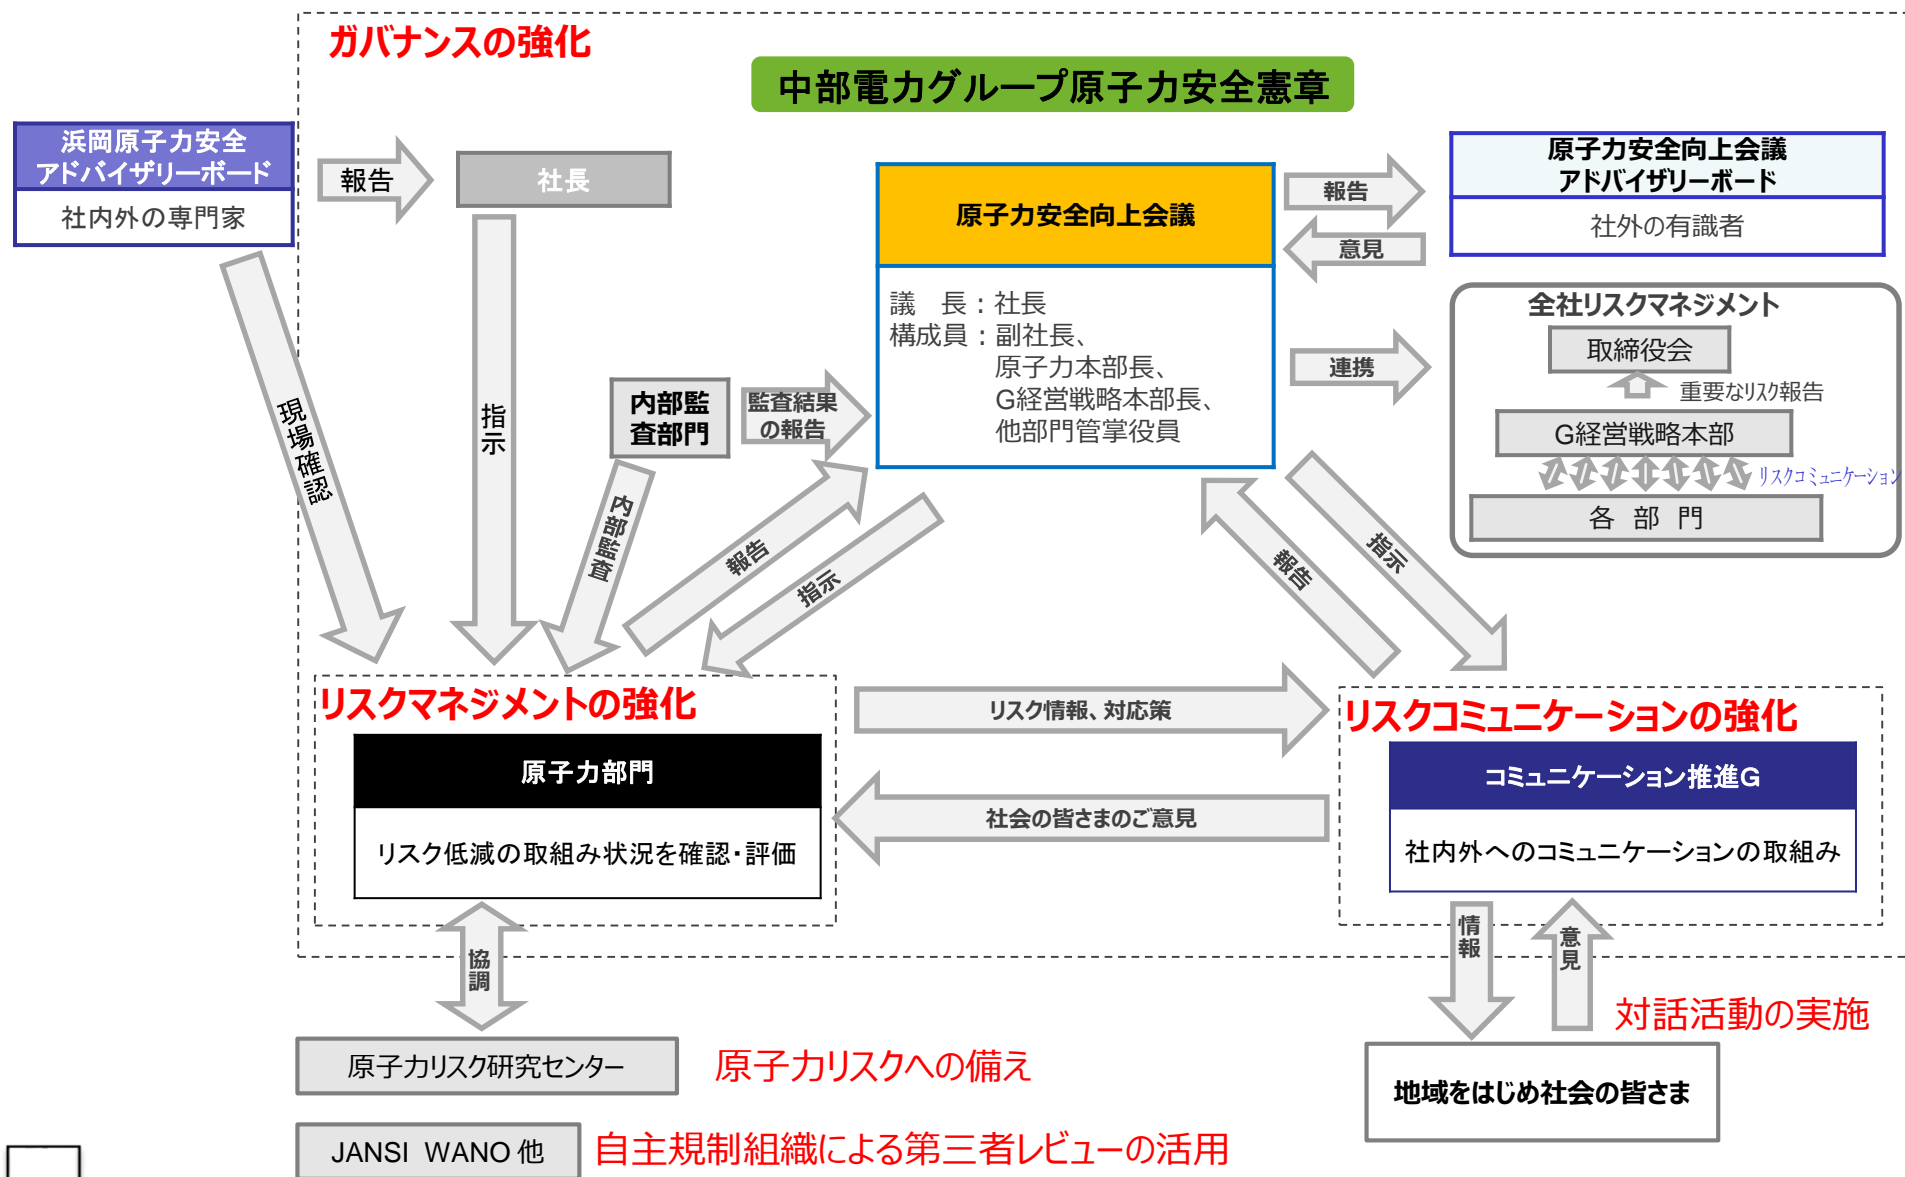 ガバナンスの強化
中部電力グループ原子力安全憲章
浜岡原子力安全
アドバイザリーボード
社内外の専門家
報告
社長
原子力安全向上会議
議　長：社長
構成員：副社長、
原子力本部長、
G経営戦略本部長、
他部門管掌役員
報告
意見
原子力安全向上会議
アドバイザリーボード
社外の有識者
連携
全社リスクマネジメント
取締役会
重要なリスク報告
G経営戦略本部
リスクコミュニケーション
各　部　門
現場確認
指示
内部監
査部門
監査結果
の報告
内部監査
報告
指示
報告
指示
リスクマネジメントの強化
原子力部門
リスク低減の取組み状況を確認・評価
リスク情報、対応策
社会の皆さまのご意見
リスクコミュニケーションの強化
コミュニケーション推進G
社内外へのコミュニケーションの取組み
協調
情報
意見
対話活動の実施
原子力リスク研究センター
原子力リスクへの備え
地域をはじめ社会の皆さま
JANSI　WANO 他
自主規制組織による第三者レビューの活用